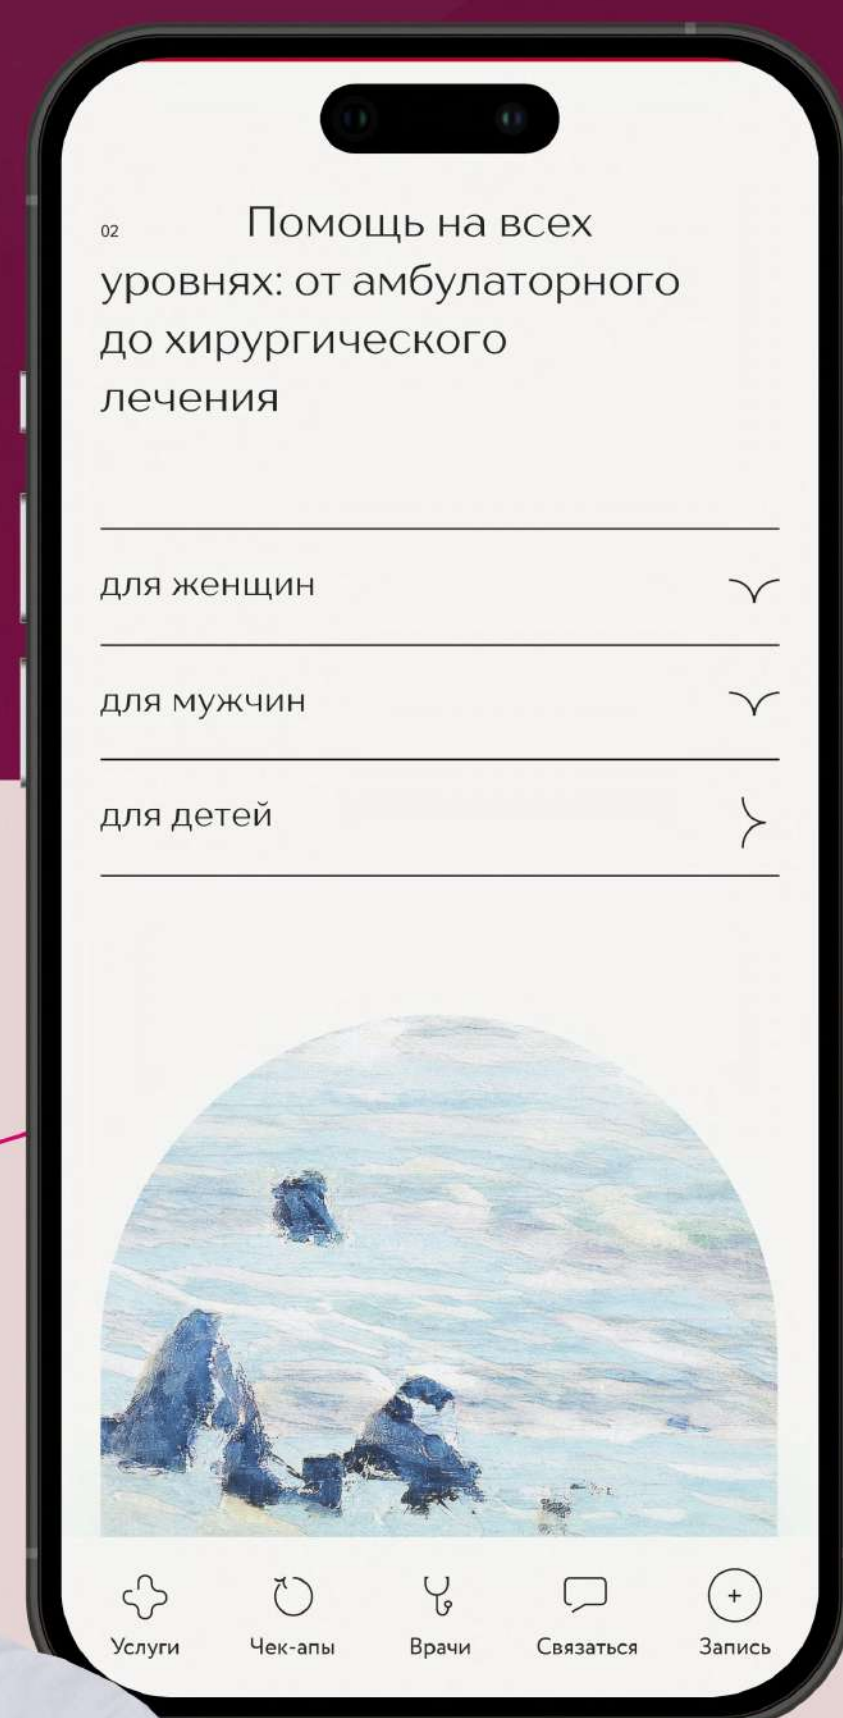 02 Помощь на всех
уровнях: от амбулаторного
до хирургического
лечения
для женщин
для мужчин
для детей
Услуги Чек-апы Врачи Связаться Запись